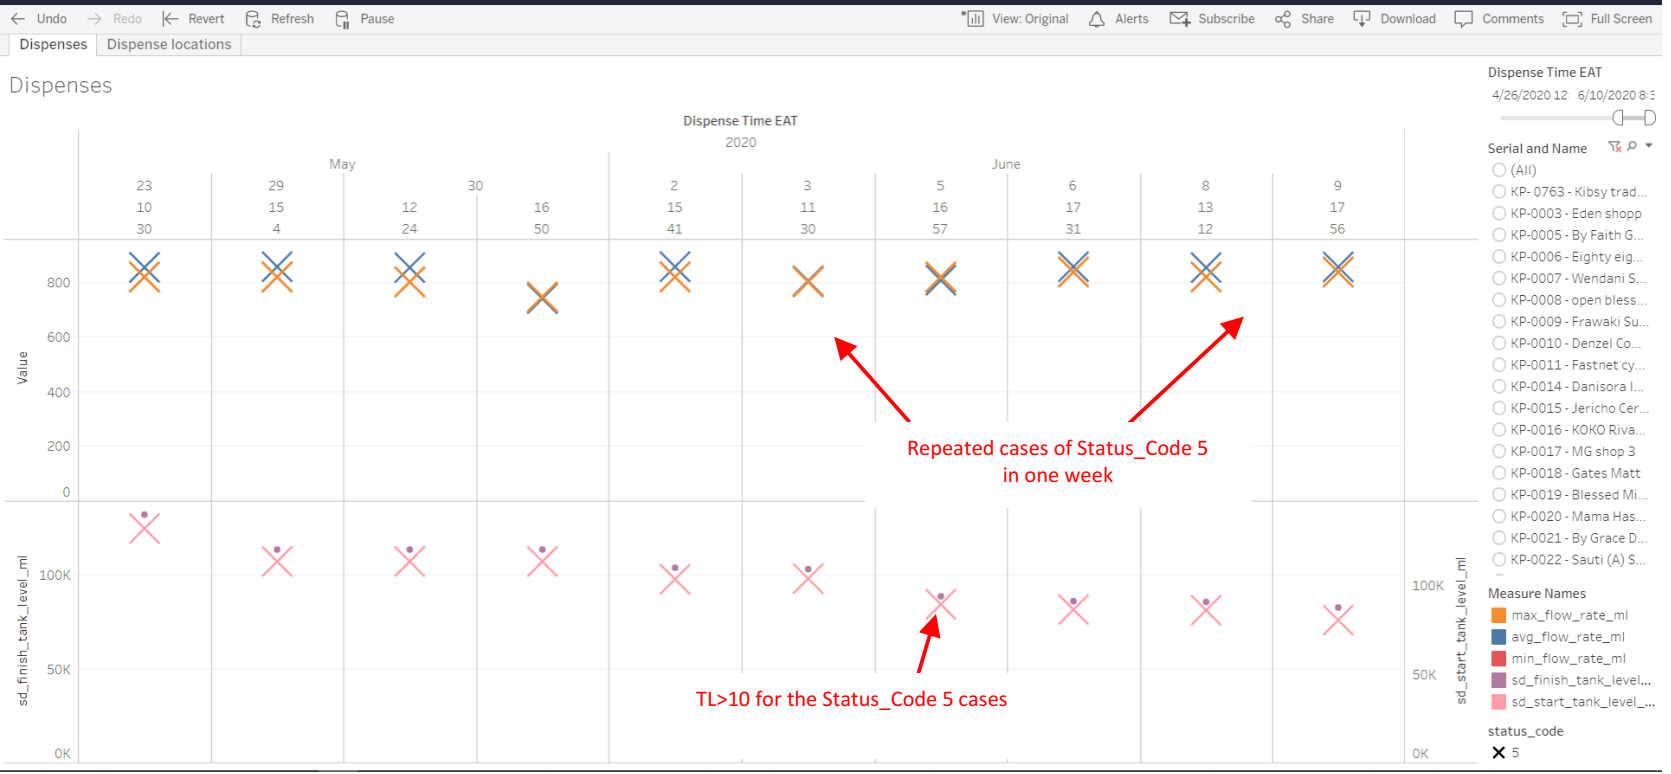 Undo Redo Revert Refresh Pause View: Original Alerts Subscribe Share Download Comments Full Screen
Dispenses Dispense locations
Dispenses
Dispense Time EAT
2020
May June
23 29 30 2 3 5 6 8 9
10 15 12 16 15 11 16 17 13 17
30 4 24 50 41 30 57 31 12 56
Value
800
600
400
200
0
Repeated cases of Status_Code 5
in one week
sd_finish_tank_level_ml
100K
50K
0K
TL>10 for the Status_Code 5 cases
sd_start_tank_level_ml
100K
50K
0K
Dispense Time EAT
4/26/2020 12: 6/10/2020 8:3
Serial and Name
(All)
KP- 0763 - Kibsy trad...
KP-0003 - Eden shopp
KP-0005 - By Faith G...
KP-0006 - Eighty eig...
KP-0007 - Wendani S...
KP-0008 - open bless...
KP-0009 - Frawaki Su...
KP-0010 - Denzel Co...
KP-0011 - Fastnet cy...
KP-0014 - Danisora I...
KP-0015 - Jericho Cer...
KP-0016 - KOKO Riva...
KP-0017 - MG shop 3
KP-0018 - Gates Matt
KP-0019 - Blessed Mi...
KP-0020 - Mama Has...
KP-0021 - By Grace D...
KP-0022 - Sauti (A) S...
Measure Names
max_flow_rate_ml
avg_flow_rate_ml
min_flow_rate_ml
sd_finish_tank_level...
sd_start_tank_level_...
status_code
5